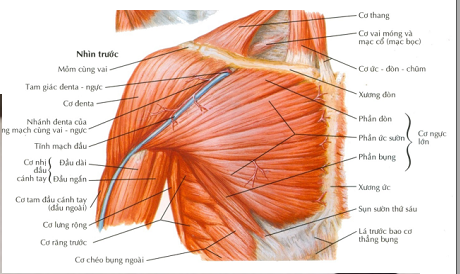 Nhìn trước
Mỏm cùng vai
Tam giác denta - ngực
Cơ denta
Nhánh denta của
ng mạch cùng vai - ngực
Tĩnh mạch đầu
Cơ nhị
đầu
cánh tay
Đầu dài
Đầu ngắn
Cơ tam đầu cánh tay
(đầu ngoài)
Cơ lưng rộng
Cơ răng trước
Cơ chéo bụng ngoài
Cơ thang
Cơ vai móng và
mạc cổ (mạc bọc)
Cơ ức - đòn - chũm
Xương đòn
Phần đòn
Phần ức sườn
Phần bụng
Cơ ngực
lớn
Xương ức
Sụn sườn thứ sáu
Lá trước bao cơ
thẳng bụng